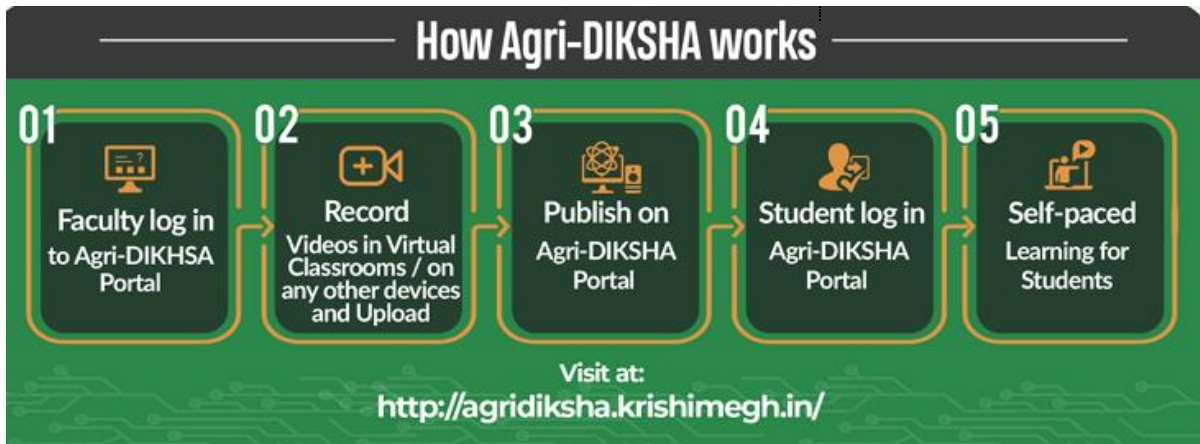 How Agri-DIKSHA works
01
Faculty log in
to Agri-DIKHSA
Portal
02
Record
Videos in Virtual
Classrooms / on
any other devices
and Upload
03
Publish on
Agri-DIKSHA
Portal
04
Student log in
Agri-DIKSHA
Portal
05
Self-paced
Learning for
Students
Visit at:
http://agridiksha.krishimegh.in/